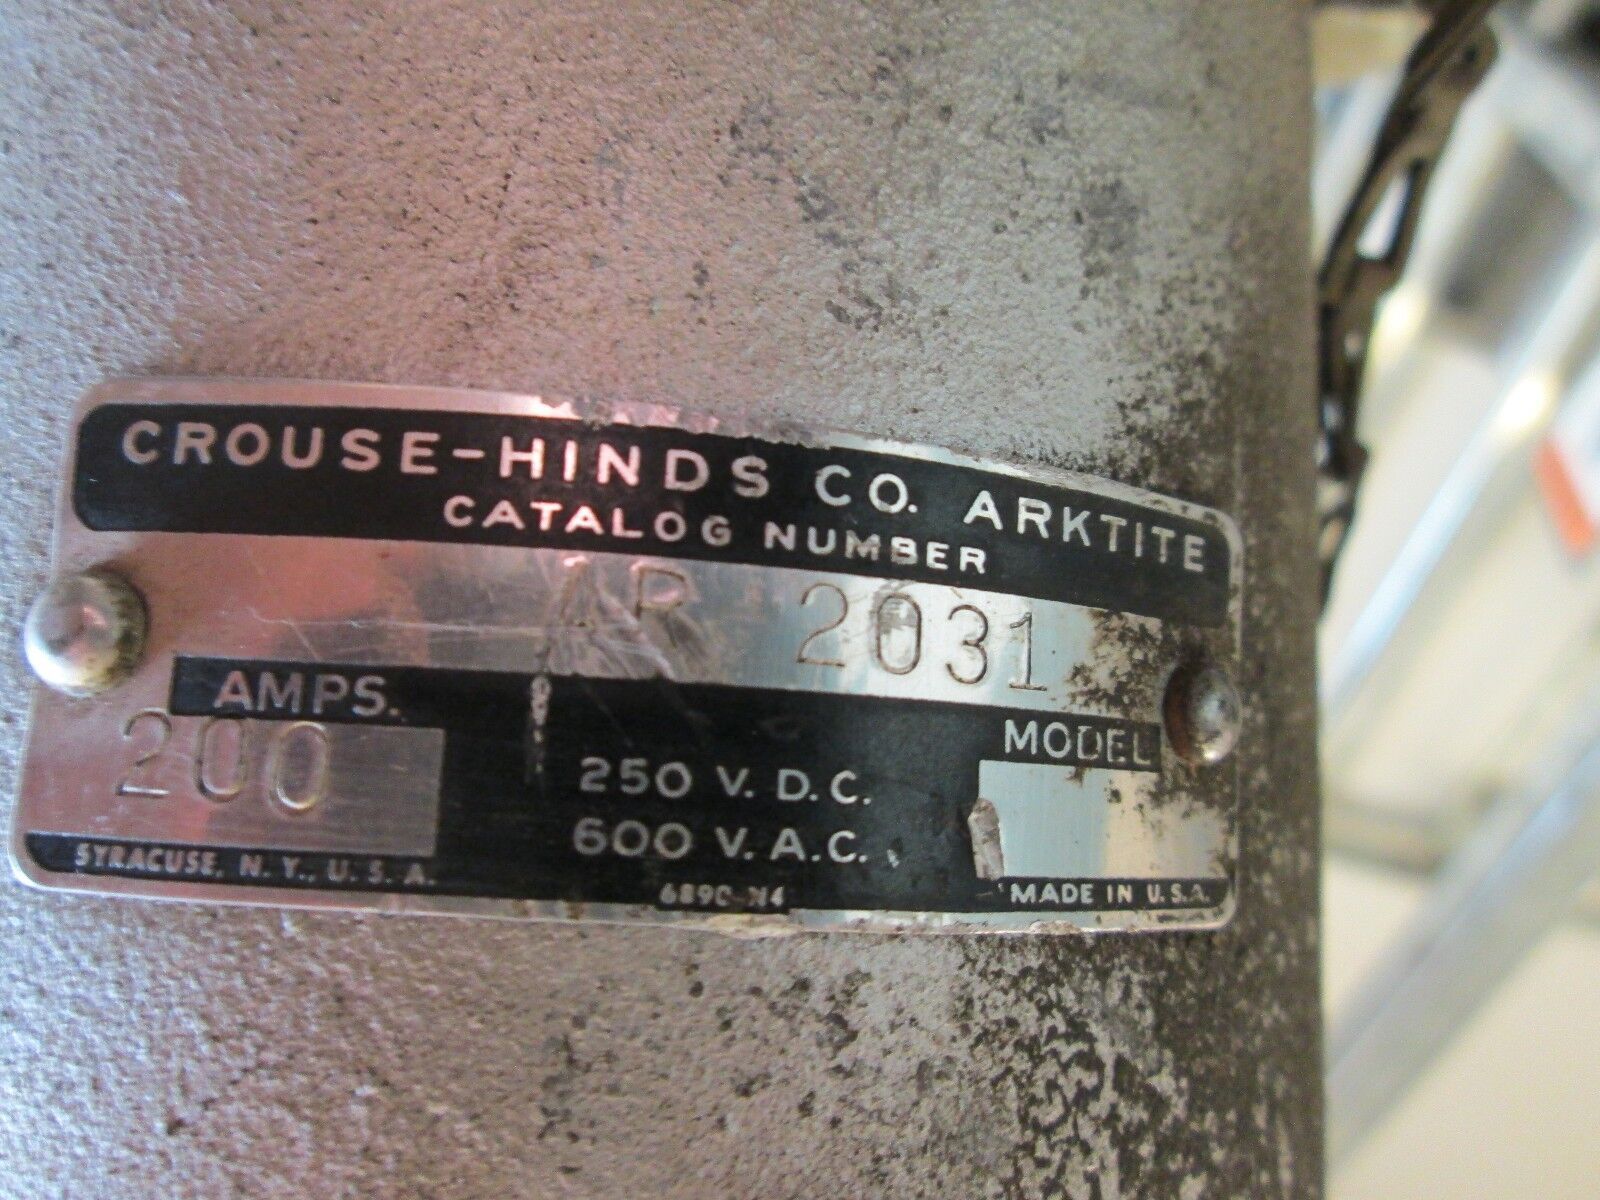 CROUSE-HINDS CO. ARKTITE
CATALOG NUMBER
AR 2031
AMPS.
200
MODEL
250 V. D. C.
600 V. A. C.
SYRACUSE, N. Y., U. S. A.
MADE IN U. S. A.